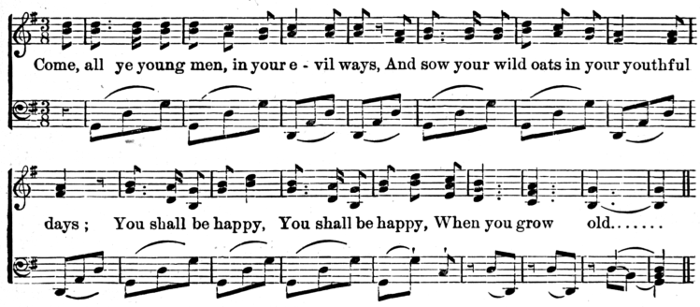 Come, all ye young men, in your e - vil ways, And sow your wild oats in your youthful
days; You shall be happy, You shall be happy, When you grow old.......